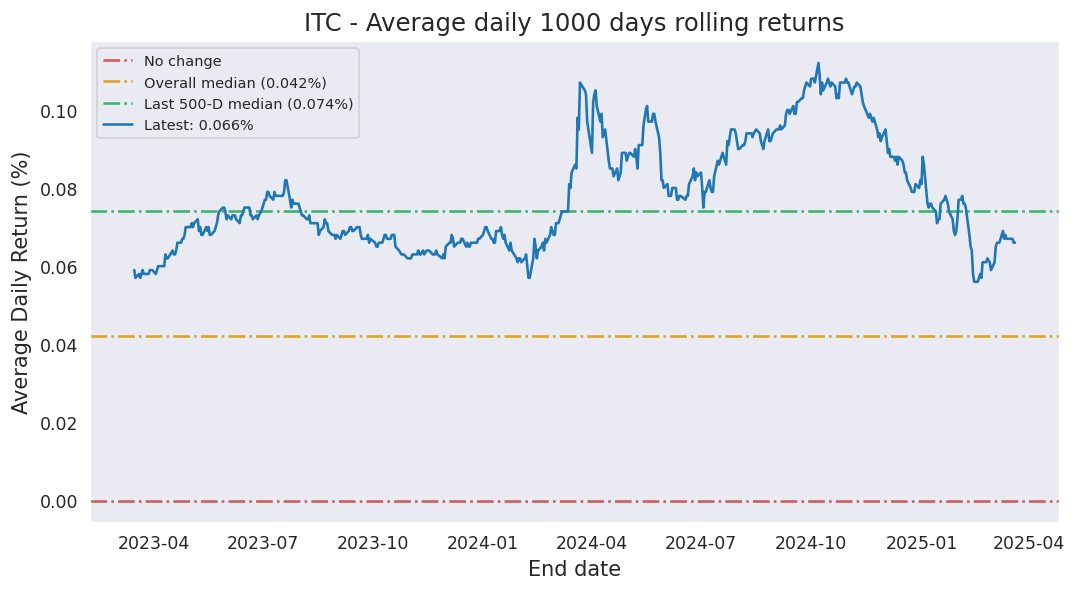 ITC - Average daily 1000 days rolling returns
No change
Overall median (0.042%)
Last 500-D median (0.074%)
Latest: 0.066%
Average Daily Return (%)
0.10
0.08
0.06
0.04
0.02
0.00
2023-04 2023-07 2023-10 2024-01 2024-04 2024-07 2024-10 2025-01 2025-04
End date